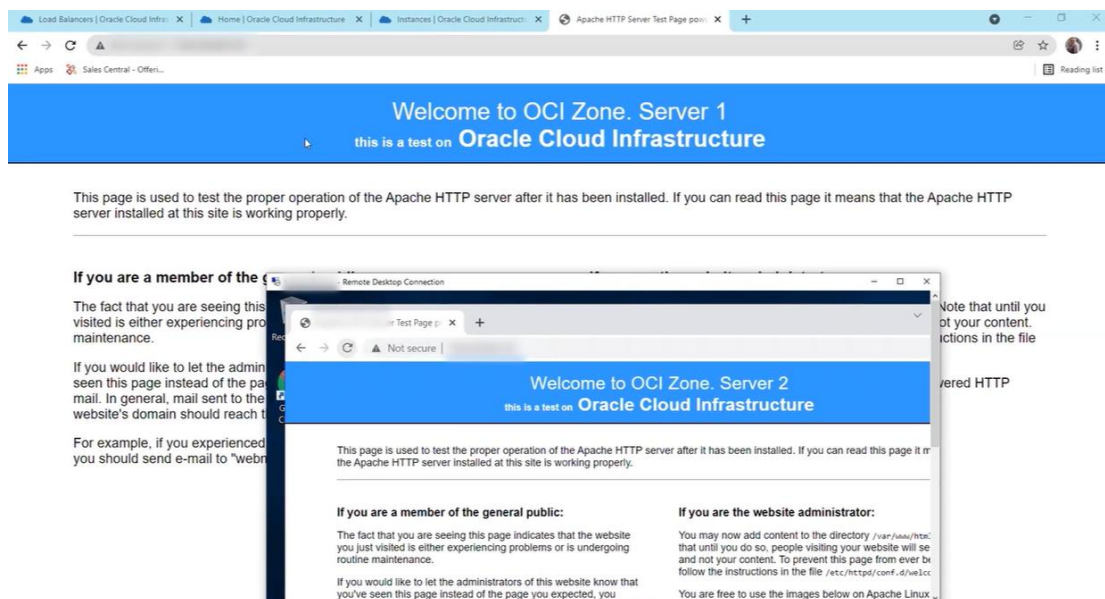 Load Balancers | Oracle Cloud Infra
Home | Oracle Cloud Infrastructure
Instances | Oracle Cloud Infrastruct
Apache HTTP Server Test Page pow
Apps
Sales Central - Offeri...
Reading list
Welcome to OCI Zone. Server 1
this is a test on Oracle Cloud Infrastructure
This page is used to test the proper operation of the Apache HTTP server after it has been installed. If you can read this page it means that the Apache HTTP
server installed at this site is working properly.
If you are a member of the
The fact that you are seeing this
visited is either experiencing pro
maintenance.
If you would like to let the admin
seen this page instead of the pa
mail. In general, mail sent to the
website's domain should reach t
For example, if you experienced
you should send e-mail to "webn
Note that until you
ot your content.
uctions in the file
vered HTTP
- Remote Desktop Connection
Rec
G
C
er Test Page p
Not secure
Welcome to OCI Zone. Server 2
this is a test on Oracle Cloud Infrastructure
This page is used to test the proper operation of the Apache HTTP server after it has been installed. If you can read this page it m
the Apache HTTP server installed at this site is working properly.
If you are a member of the general public:
The fact that you are seeing this page indicates that the website
you just visited is either experiencing problems or is undergoing
routine maintenance.
If you would like to let the administrators of this website know that
you've seen this page instead of the page you expected, you
If you are the website administrator:
You may now add content to the directory /var/www/html
that until you do so, people visiting your website will se
and not your content. To prevent this page from ever be
follow the instructions in the file /etc/httpd/conf.d/welco
You are free to use the images below on Apache Linux